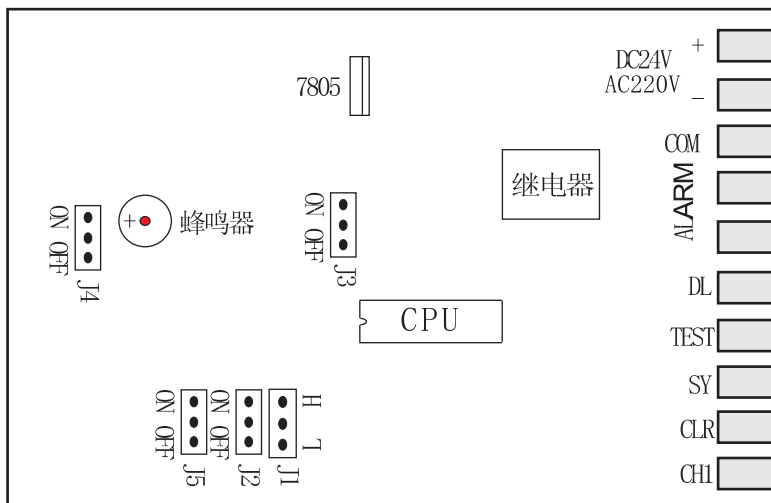 +
DC24V
AC220V
—
7805
COM
继电器
ALARM
ON OFF
J4
+
蜂鸣器
ON OFF
J3
DL
CPU
TEST
SY
ON OFF
J5
ON OFF
J2
H L
J1
CLR
CH1